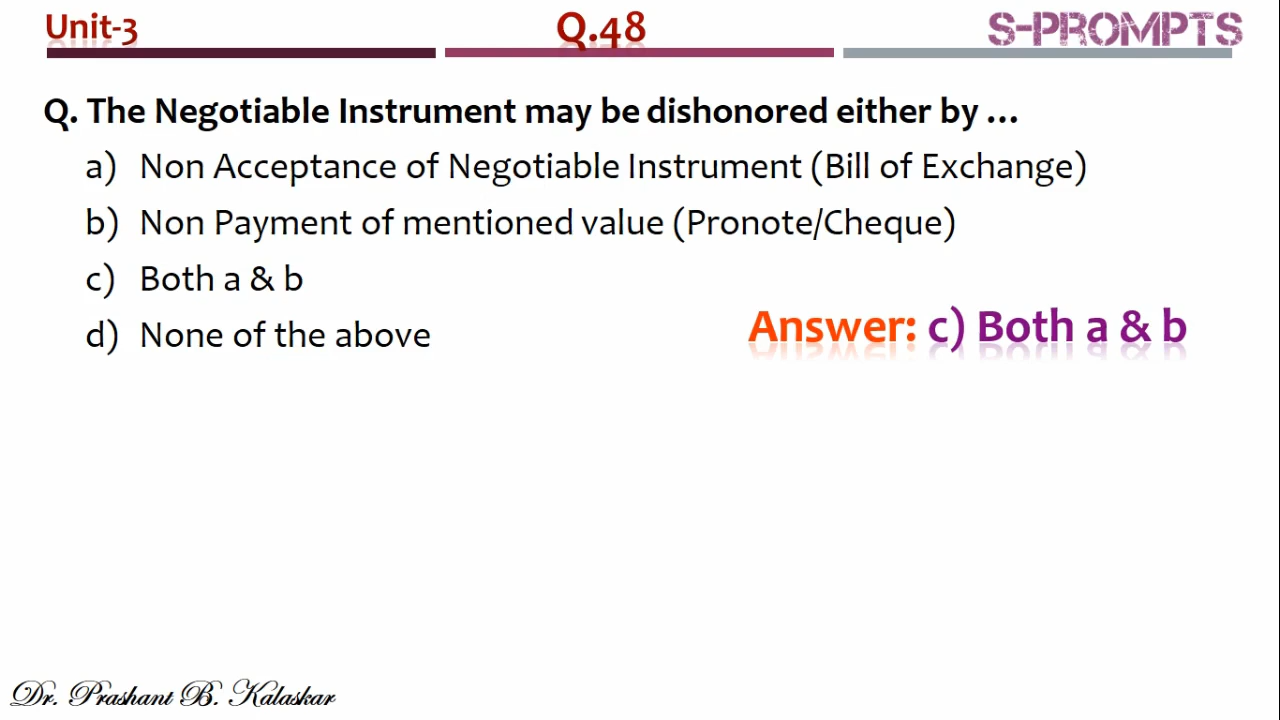 Unit-3
Q.48
S-PROMPTS
Q. The Negotiable Instrument may be dishonored either by ...
a) Non Acceptance of Negotiable Instrument (Bill of Exchange)
b) Non Payment of mentioned value (Pronote/Cheque)
c) Both a & b
d) None of the above
Answer: c) Both a & b
Dr. Prashant B. Kalaskar